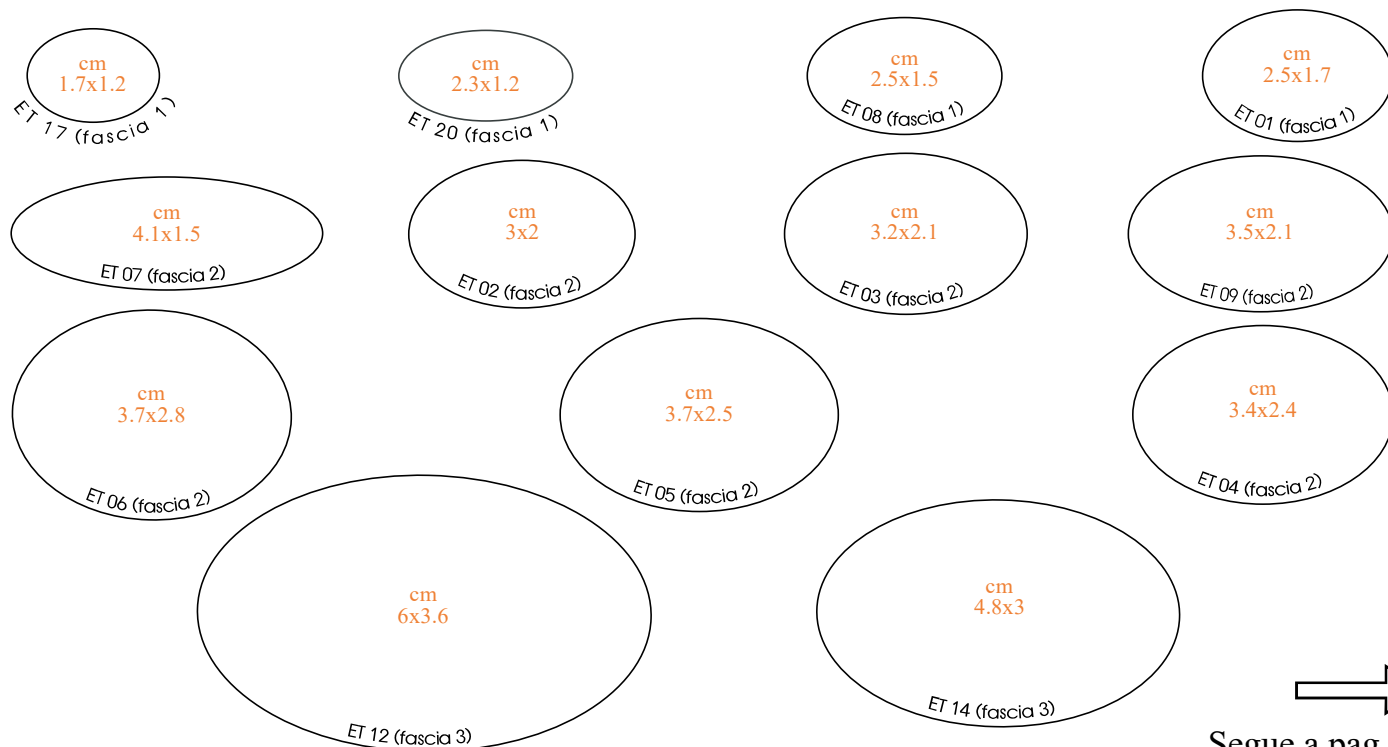 cm
1.7x1.2
ET 17 (fascia 1)
cm
2.3x1.2
ET 20 (fascia 1)
cm
2.5x1.5
ET 08 (fascia 1)
cm
2.5x1.7
ET 01 (fascia 1)
cm
4.1x1.5
ET 07 (fascia 2)
cm
3x2
ET 02 (fascia 2)
cm
3.2x2.1
ET 03 (fascia 2)
cm
3.5x2.1
ET 09 (fascia 2)
cm
3.7x2.8
ET 06 (fascia 2)
cm
3.7x2.5
ET 05 (fascia 2)
cm
3.4x2.4
ET 04 (fascia 2)
cm
6x3.6
ET 12 (fascia 3)
cm
4.8x3
ET 14 (fascia 3)
Segue a pag